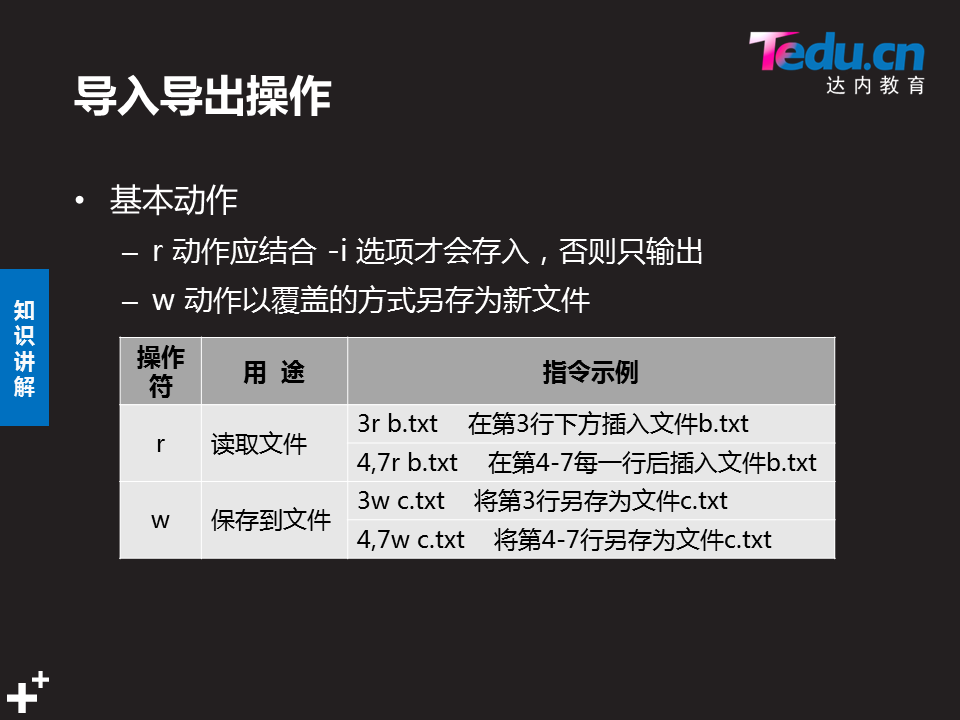 Tedu.cn
达内教育
导入导出操作
• 基本动作
– r 动作应结合 -i 选项才会存入，否则只输出
– w 动作以覆盖的方式另存为新文件
知识讲解
操作符 用 途 指令示例
r 读取文件 3r b.txt 在第3行下方插入文件b.txt
4,7r b.txt 在第4-7每一行后插入文件b.txt
w 保存到文件 3w c.txt 将第3行另存为文件c.txt
4,7w c.txt 将第4-7行另存为文件c.txt